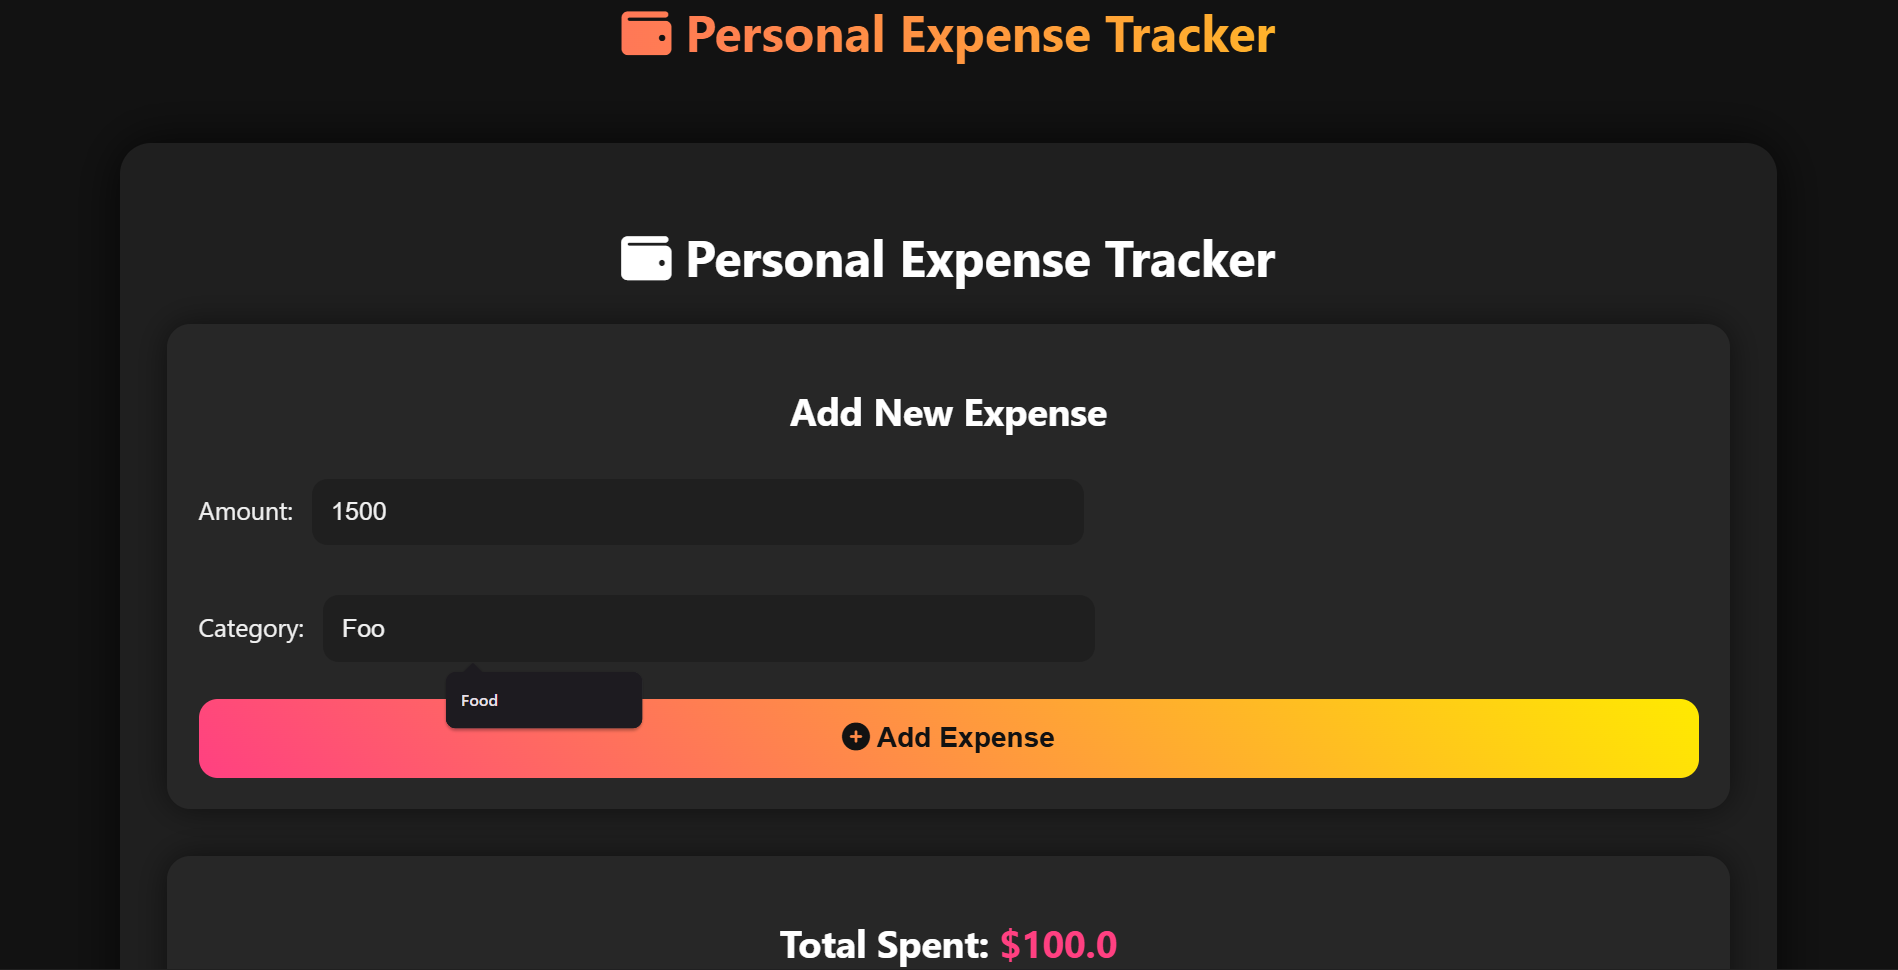 Personal Expense Tracker
Personal Expense Tracker
Add New Expense
Amount: 1500
Category: Foo
Food
Add Expense
Total Spent: $100.0